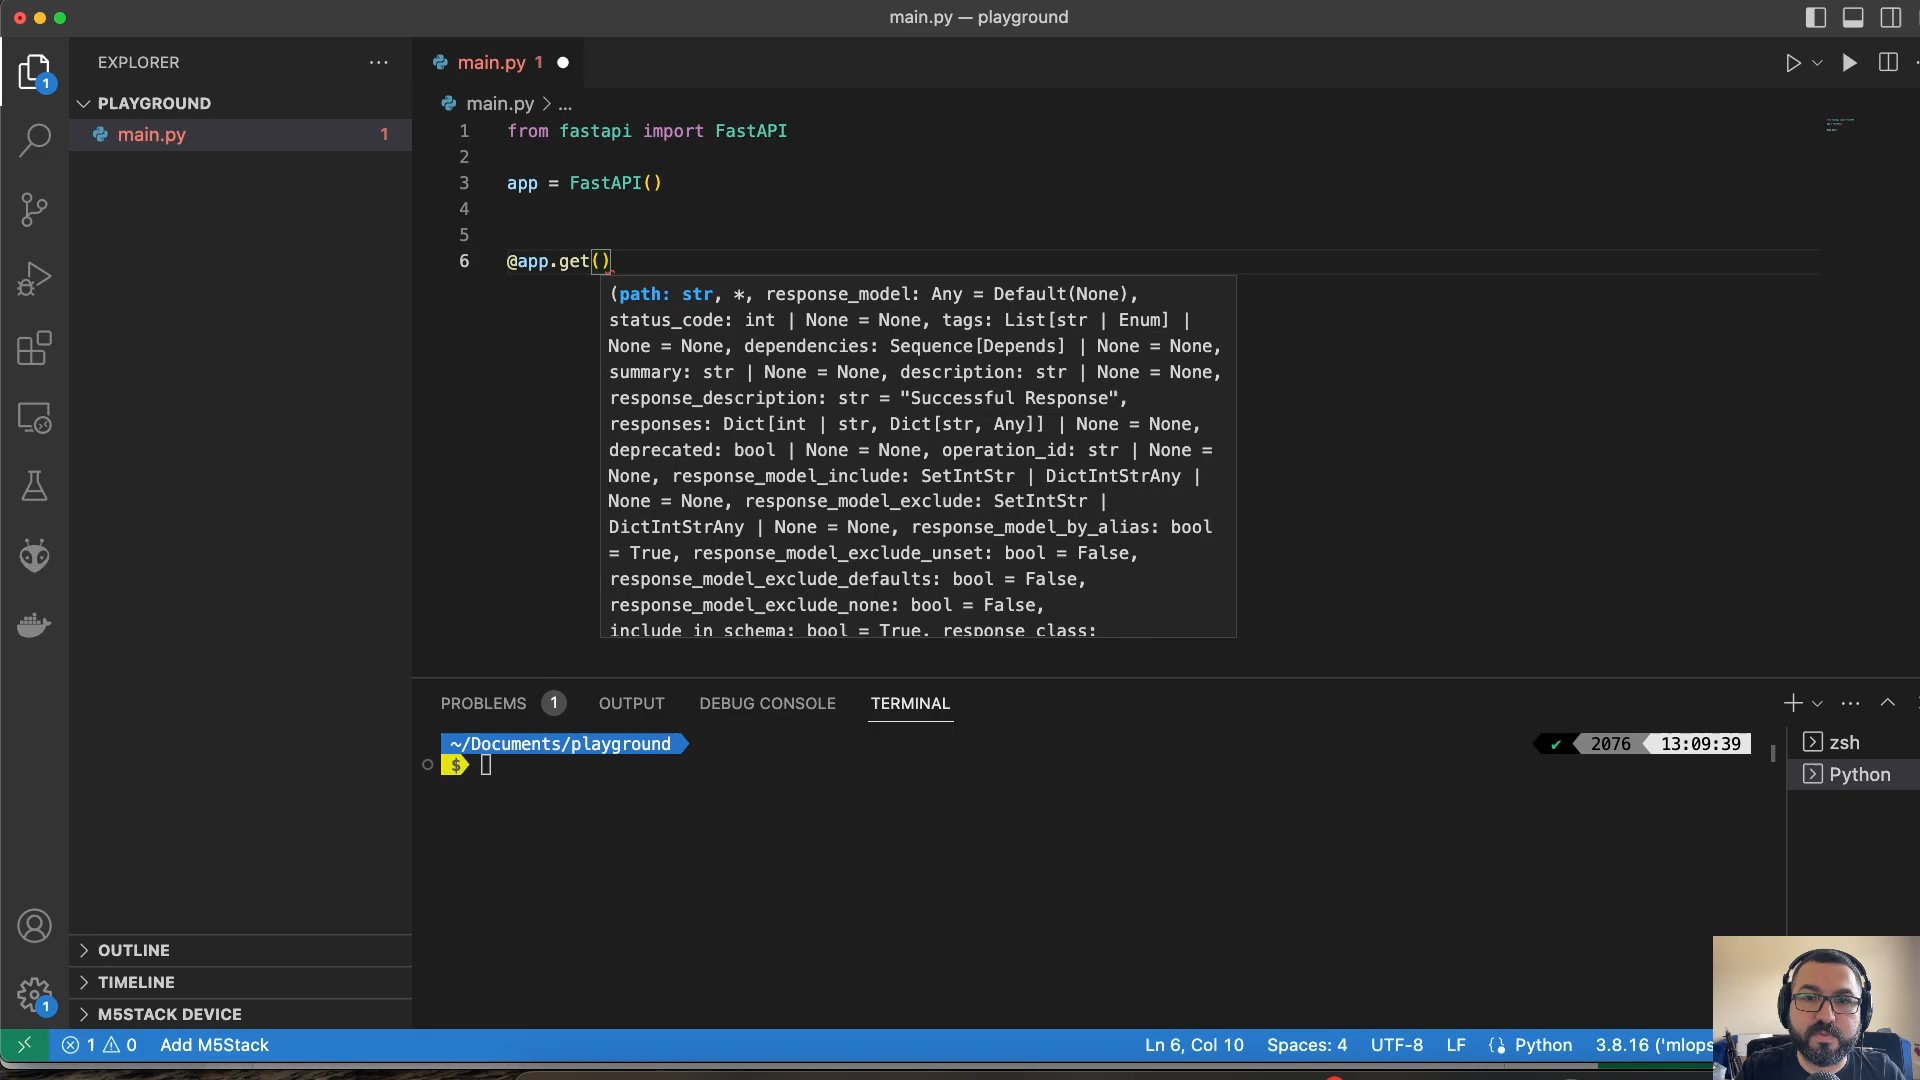 main.py — playground
EXPLORER
PLAYGROUND
main.py 1
main.py 1
main.py > ...
1 from fastapi import FastAPI
2
3 app = FastAPI()
4
5
6 @app.get()
(path: str, *, response_model: Any = Default(None),
status_code: int | None = None, tags: List[str | Enum] |
None = None, dependencies: Sequence[Depends] | None = None,
summary: str | None = None, description: str | None = None,
response_description: str = "Successful Response",
responses: Dict[int | str, Dict[str, Any]] | None = None,
deprecated: bool | None = None, operation_id: str | None =
None, response_model_include: SetIntStr | DictIntStrAny |
None = None, response_model_exclude: SetIntStr |
DictIntStrAny | None = None, response_model_by_alias: bool
= True, response_model_exclude_unset: bool = False,
response_model_exclude_defaults: bool = False,
response_model_exclude_none: bool = False,
include_in_schema: bool = True, response_class:
PROBLEMS 1 OUTPUT DEBUG CONSOLE TERMINAL
~/Documents/playground
✔ 2076 13:09:39
$
zsh
Python
1
1
OUTLINE
TIMELINE
M5STACK DEVICE
1 0 Add M5Stack
Ln 6, Col 10 Spaces: 4 UTF-8 LF Python 3.8.16 ('mlops